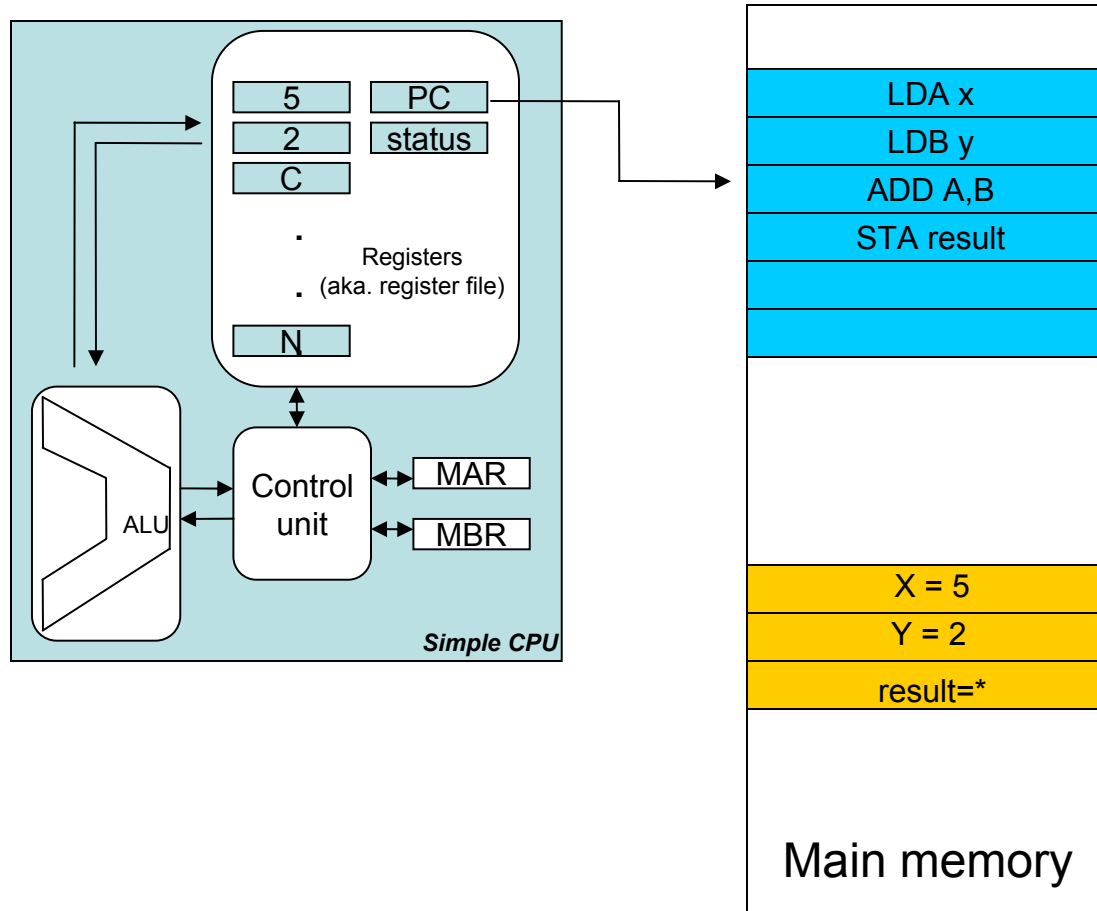 5
PC
2
status
C
.
Registers
. (aka. register file)
N.
ALU
Control
unit
MAR
MBR
Simple CPU
LDA x
LDB y
ADD A,B
STA result
X = 5
Y = 2
result=*
Main memory